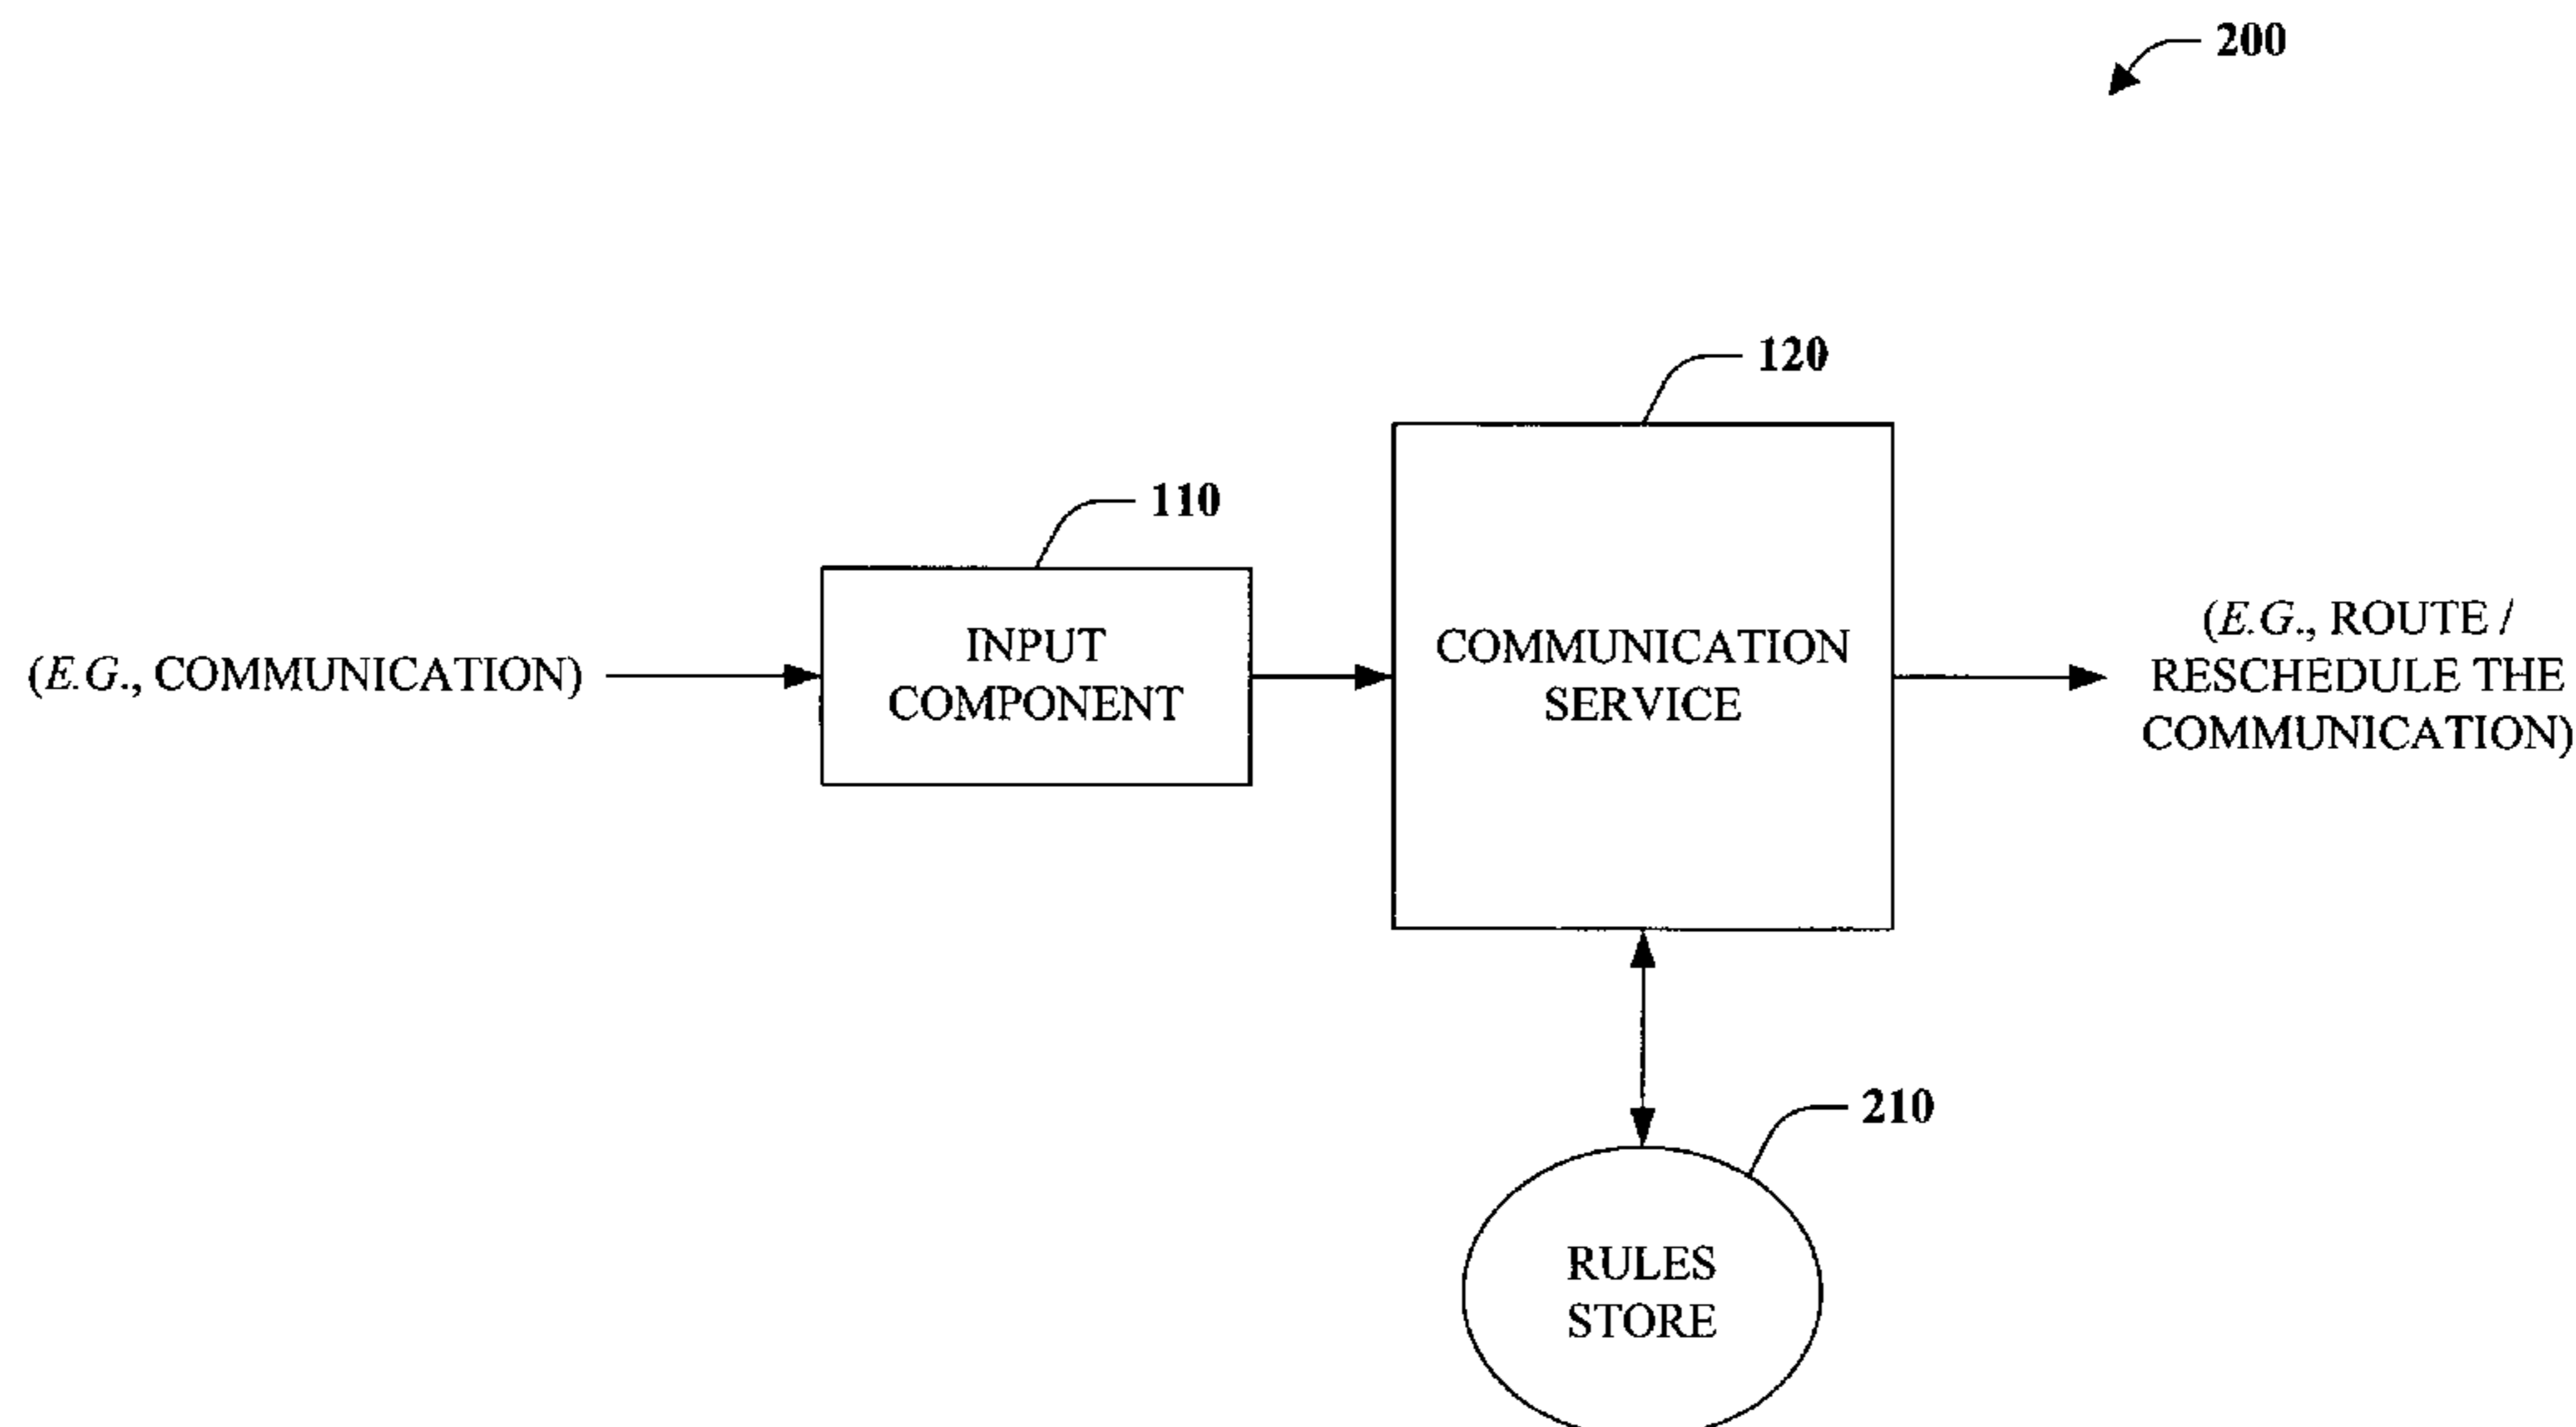 200
120
110
(E.G., COMMUNICATION)
INPUT
COMPONENT
COMMUNICATION
SERVICE
(E.G., ROUTE /
RESCHEDULE THE
COMMUNICATION)
210
RULES
STORE